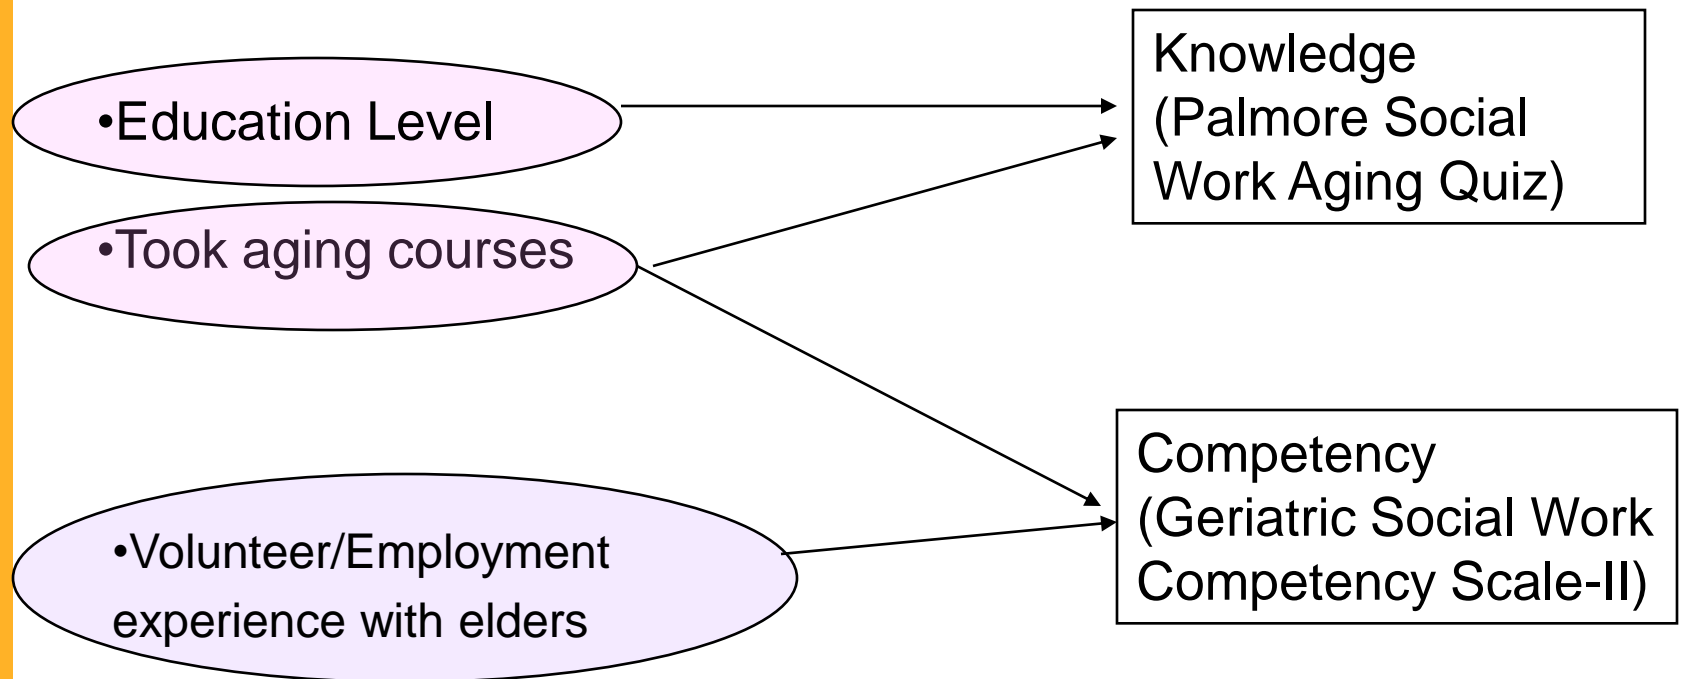 •Education Level
•Took aging courses
•Volunteer/Employment
experience with elders
Knowledge
(Palmore Social
Work Aging Quiz)
Competency
(Geriatric Social Work
Competency Scale-II)